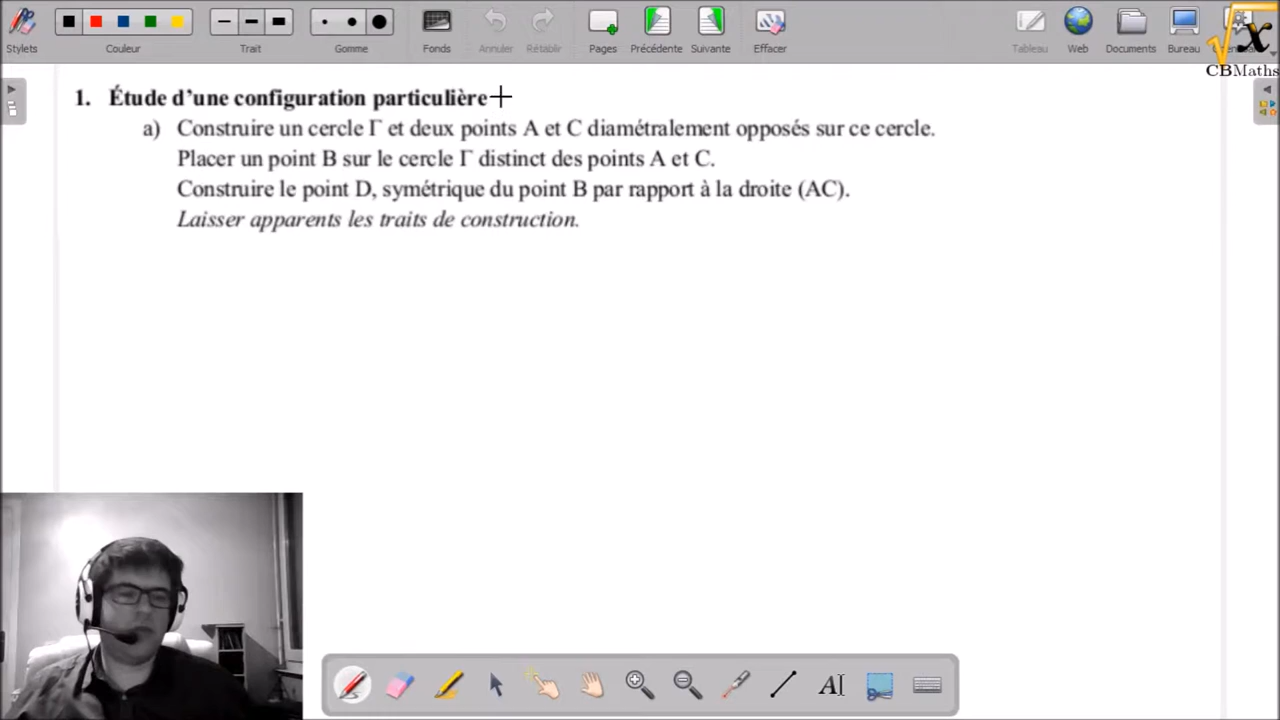 Stylets Couleur Trait Gomme Fonds Annuler Rétablir Pages Précédente Suivante Effacer Tableau Web Documents Bureau
x
CBMaths
1. Étude d'une configuration particulière
a) Construire un cercle Γ et deux points A et C diamétralement opposés sur ce cercle.
Placer un point B sur le cercle Γ distinct des points A et C.
Construire le point D, symétrique du point B par rapport à la droite (AC).
Laisser apparents les traits de construction.
AI